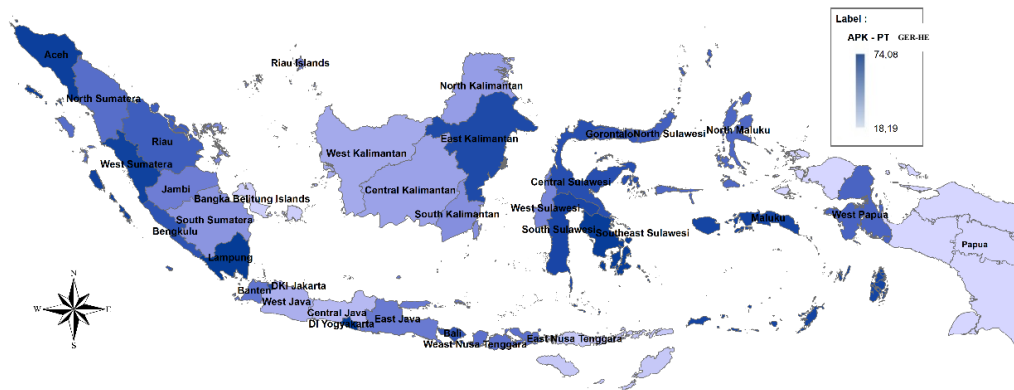 Label :
APK - PT GER-HE
74,08
18,19
Aceh
Riau Islands
North Sumatera
North Kalimantan
Riau
East Kalimantan
Gorontalo
North Sulawesi
North Maluku
West Sumatera
West Kalimantan
Jambi
Central Kalimantan
Central Sulawesi
Bangka Belitung Islands
South Sumatera
South Kalimantan
West Sulawesi
West Papua
Bengkulu
South Sulawesi
Southeast Sulawesi
Maluku
Papua
Lampung
Banten
DKI Jakarta
West Java
Central Java
DI Yogyakarta
East Java
Bali
Weast Nusa Tenggara
East Nusa Tenggara
N
W
E
S